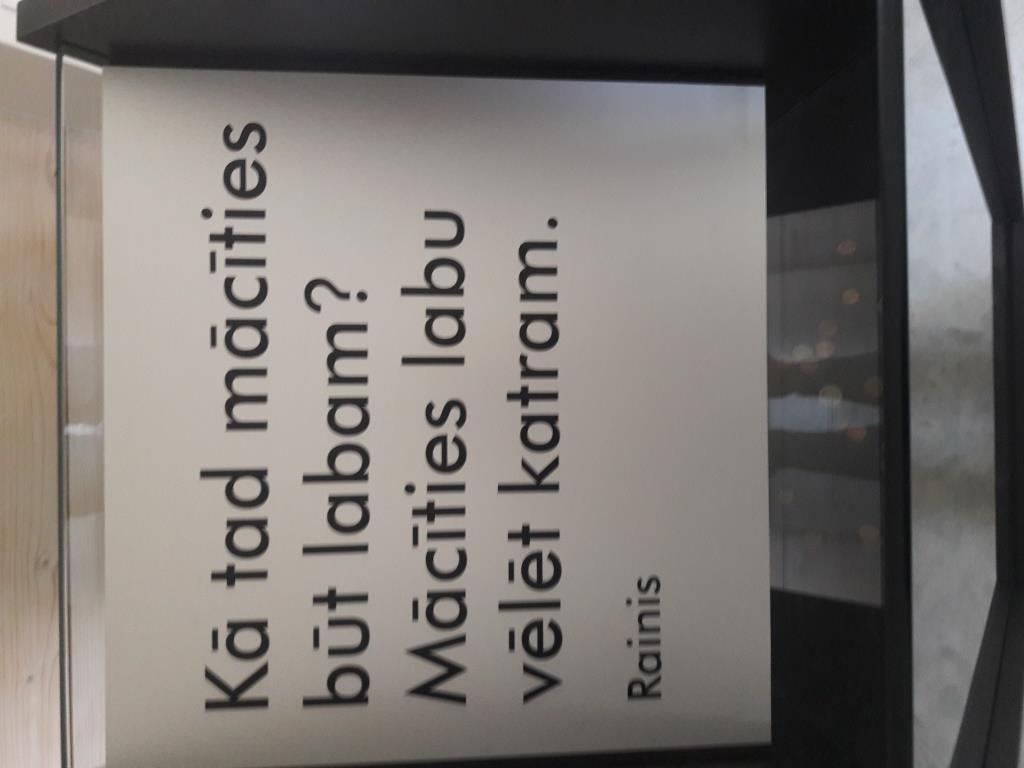 Kā tad mācīties
būt labam?
Mācīties labu
vēlēt katram.
Rainis